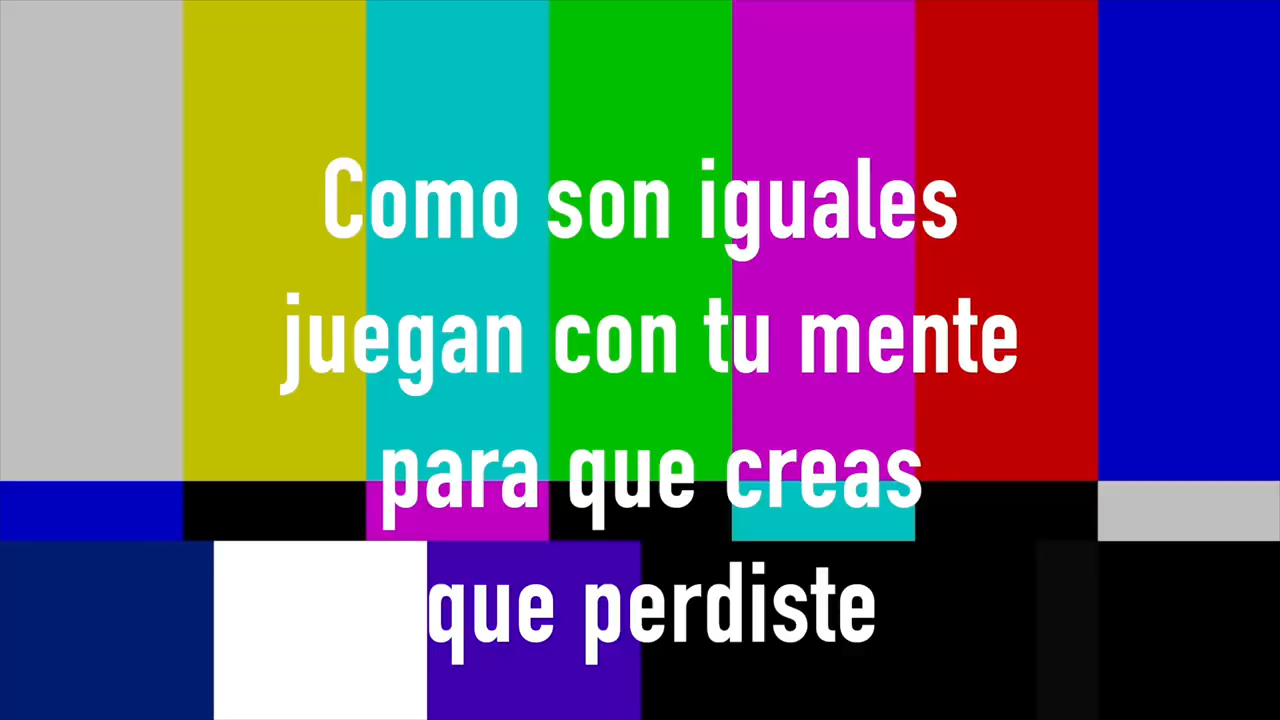 Como son iguales
juegan con tu mente
para que creas
que perdiste